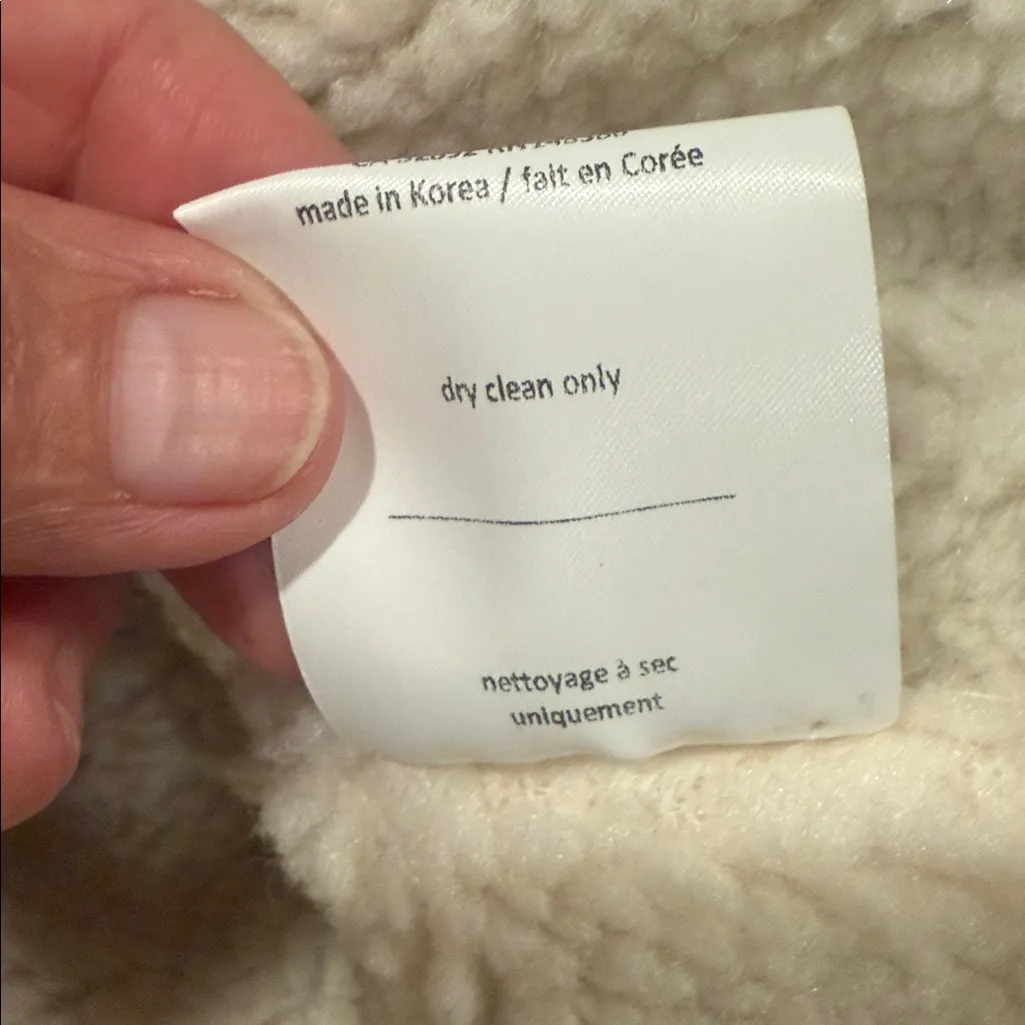 made in Korea / fait en Corée
dry clean only
nettoyage à sec
uniquement